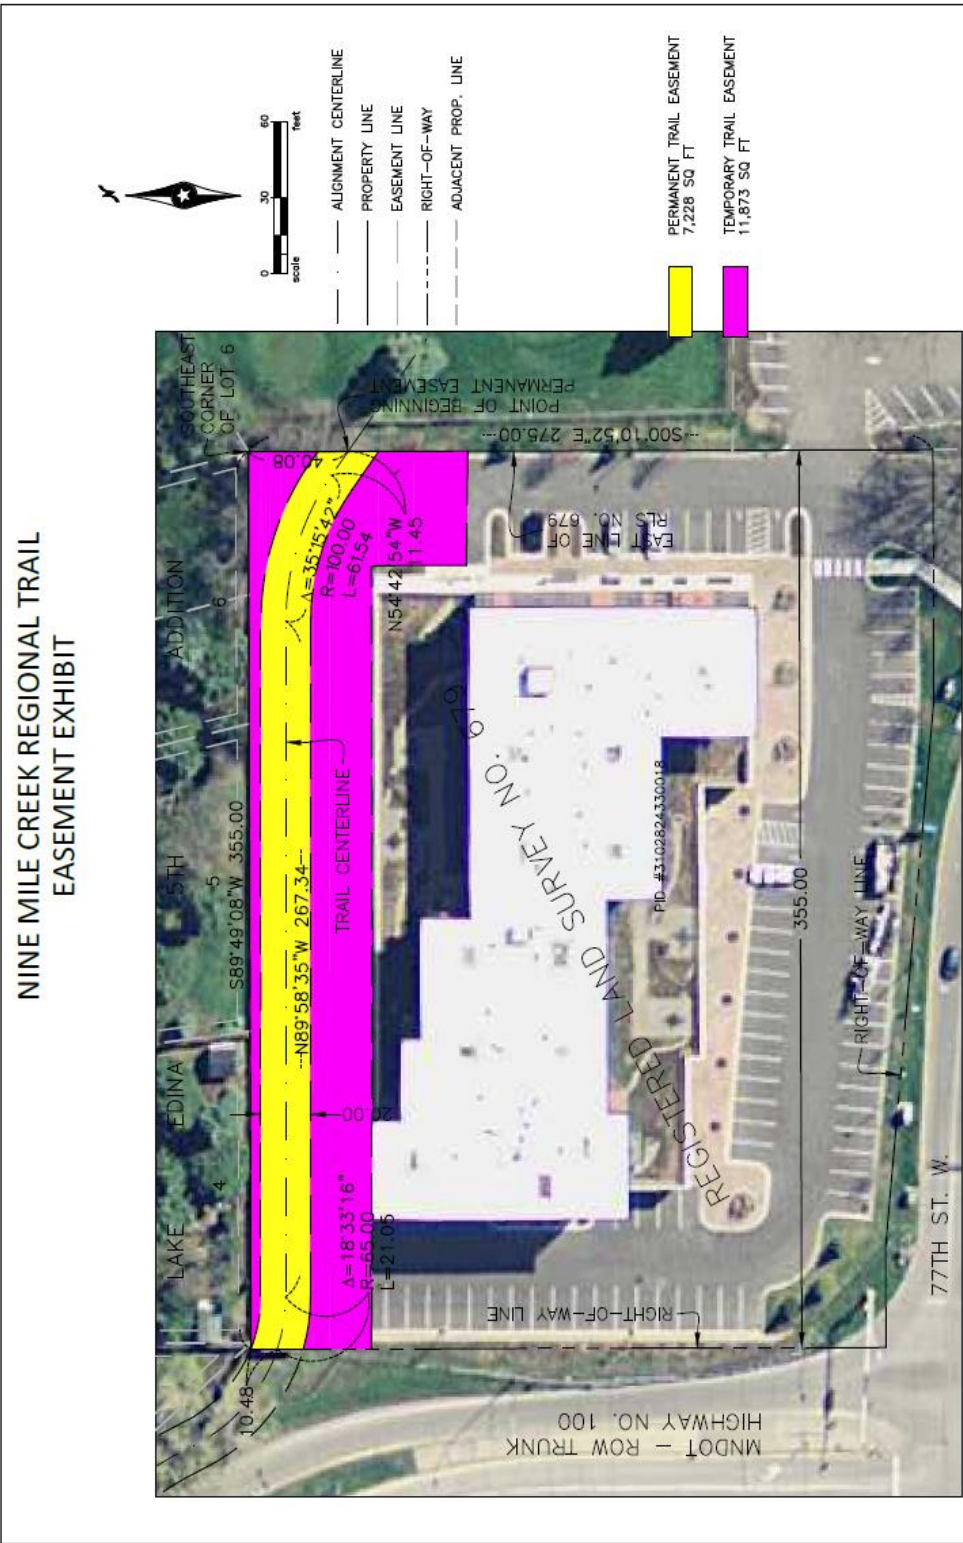 NINE MILE CREEK REGIONAL TRAIL
EASEMENT EXHIBIT
0 30 60
scale feet
ALIGNMENT CENTERLINE
PROPERTY LINE
EASEMENT LINE
RIGHT-OF-WAY
ADJACENT PROP. LINE
PERMANENT TRAIL EASEMENT
7,228 SQ FT
TEMPORARY TRAIL EASEMENT
11,873 SQ FT
LAKE EDINA 5TH ADDITION
4
5
6
SOUTHEAST
CORNER
OF LOT 6
S89°49'08"W 355.00
10.48
40.08
POINT OF BEGINNING
PERMANENT EASEMENT
N89°58'35"W 267.34
Δ=35°15'42"
R=100.00
L=61.54
N54°42'54"W
11.45
S00°10'52"E 275.00
EAST LINE OF
RLS NO. 679
TRAIL CENTERLINE
20.00
Δ=18°33'16"
R=65.00
L=21.05
REGISTERED LAND SURVEY NO. 679
PID #3102824330018
355.00
RIGHT-OF-WAY LINE
RIGHT-OF-WAY LINE
MNDOT - ROW TRUNK
HIGHWAY NO. 100
77TH ST. W.